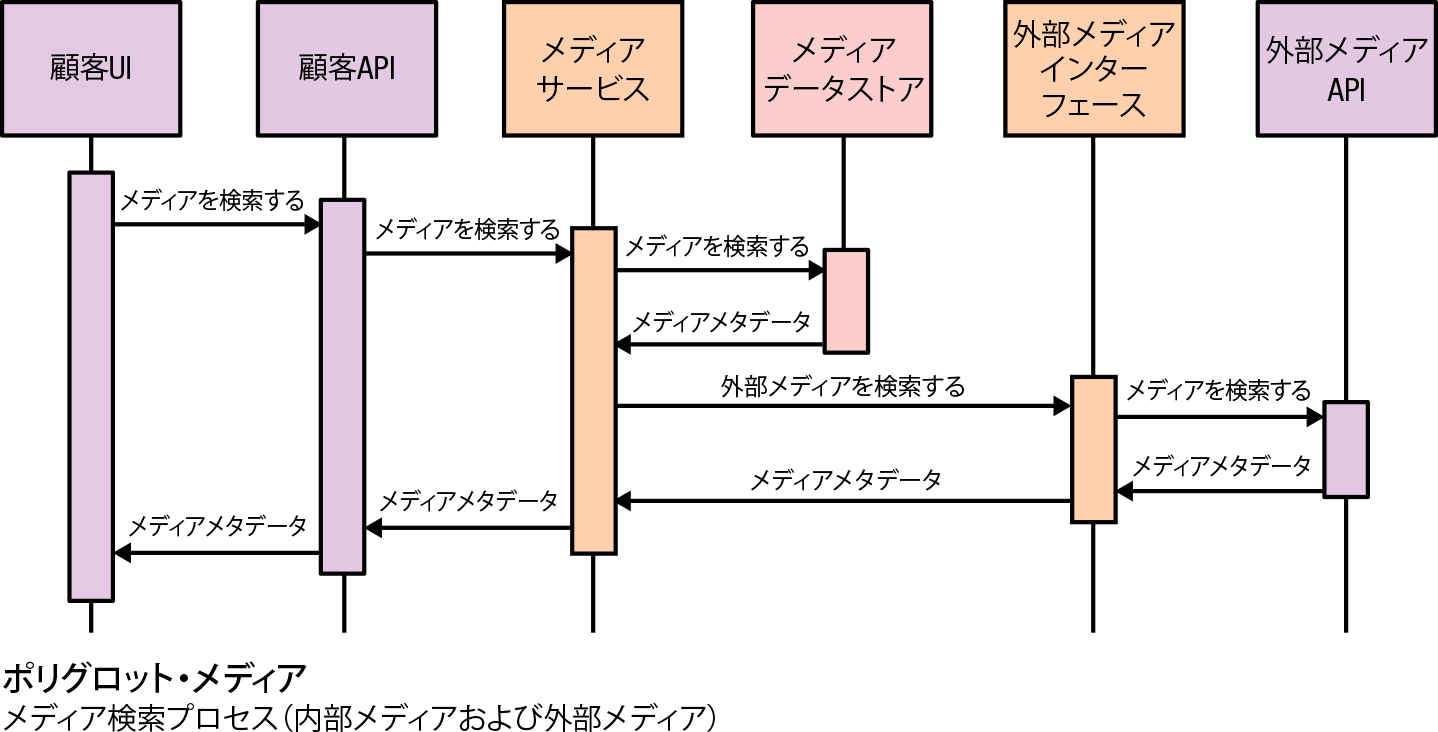 顧客UI
顧客API
メディア
サービス
メディア
データストア
外部メディア
インター
フェース
外部メディア
API
メディアを検索する
メディアを検索する
メディアを検索する
メディアメタデータ
外部メディアを検索する
メディアを検索する
メディアメタデータ
メディアメタデータ
メディアメタデータ
メディアメタデータ
ポリグロット・メディア
メディア検索プロセス（内部メディアおよび外部メディア）